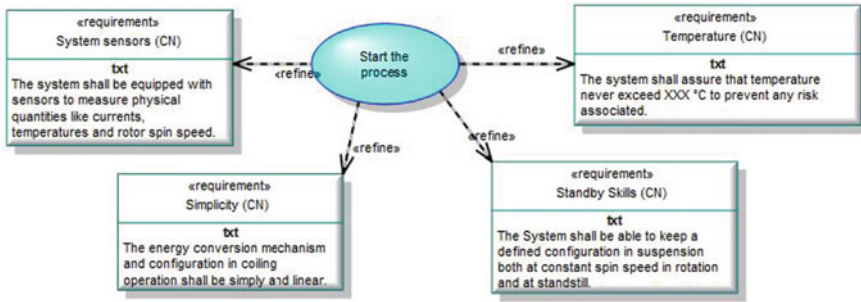 «requirement»
System sensors (CN)
txt
The system shall be equipped with
sensors to measure physical
quantities like currents,
temperatures and rotor spin speed.
«refine»
Start the
process
«refine»
«requirement»
Temperature (CN)
txt
The system shall assure that temperature
never exceed XXX °C to prevent any risk
associated.
«refine»
«refine»
«requirement»
Simplicity (CN)
txt
The energy conversion mechanism
and configuration in coiling
operation shall be simply and linear.
«requirement»
Standby Skills (CN)
txt
The System shall be able to keep a
defined configuration in suspension
both at constant spin speed in rotation
and at standstill.